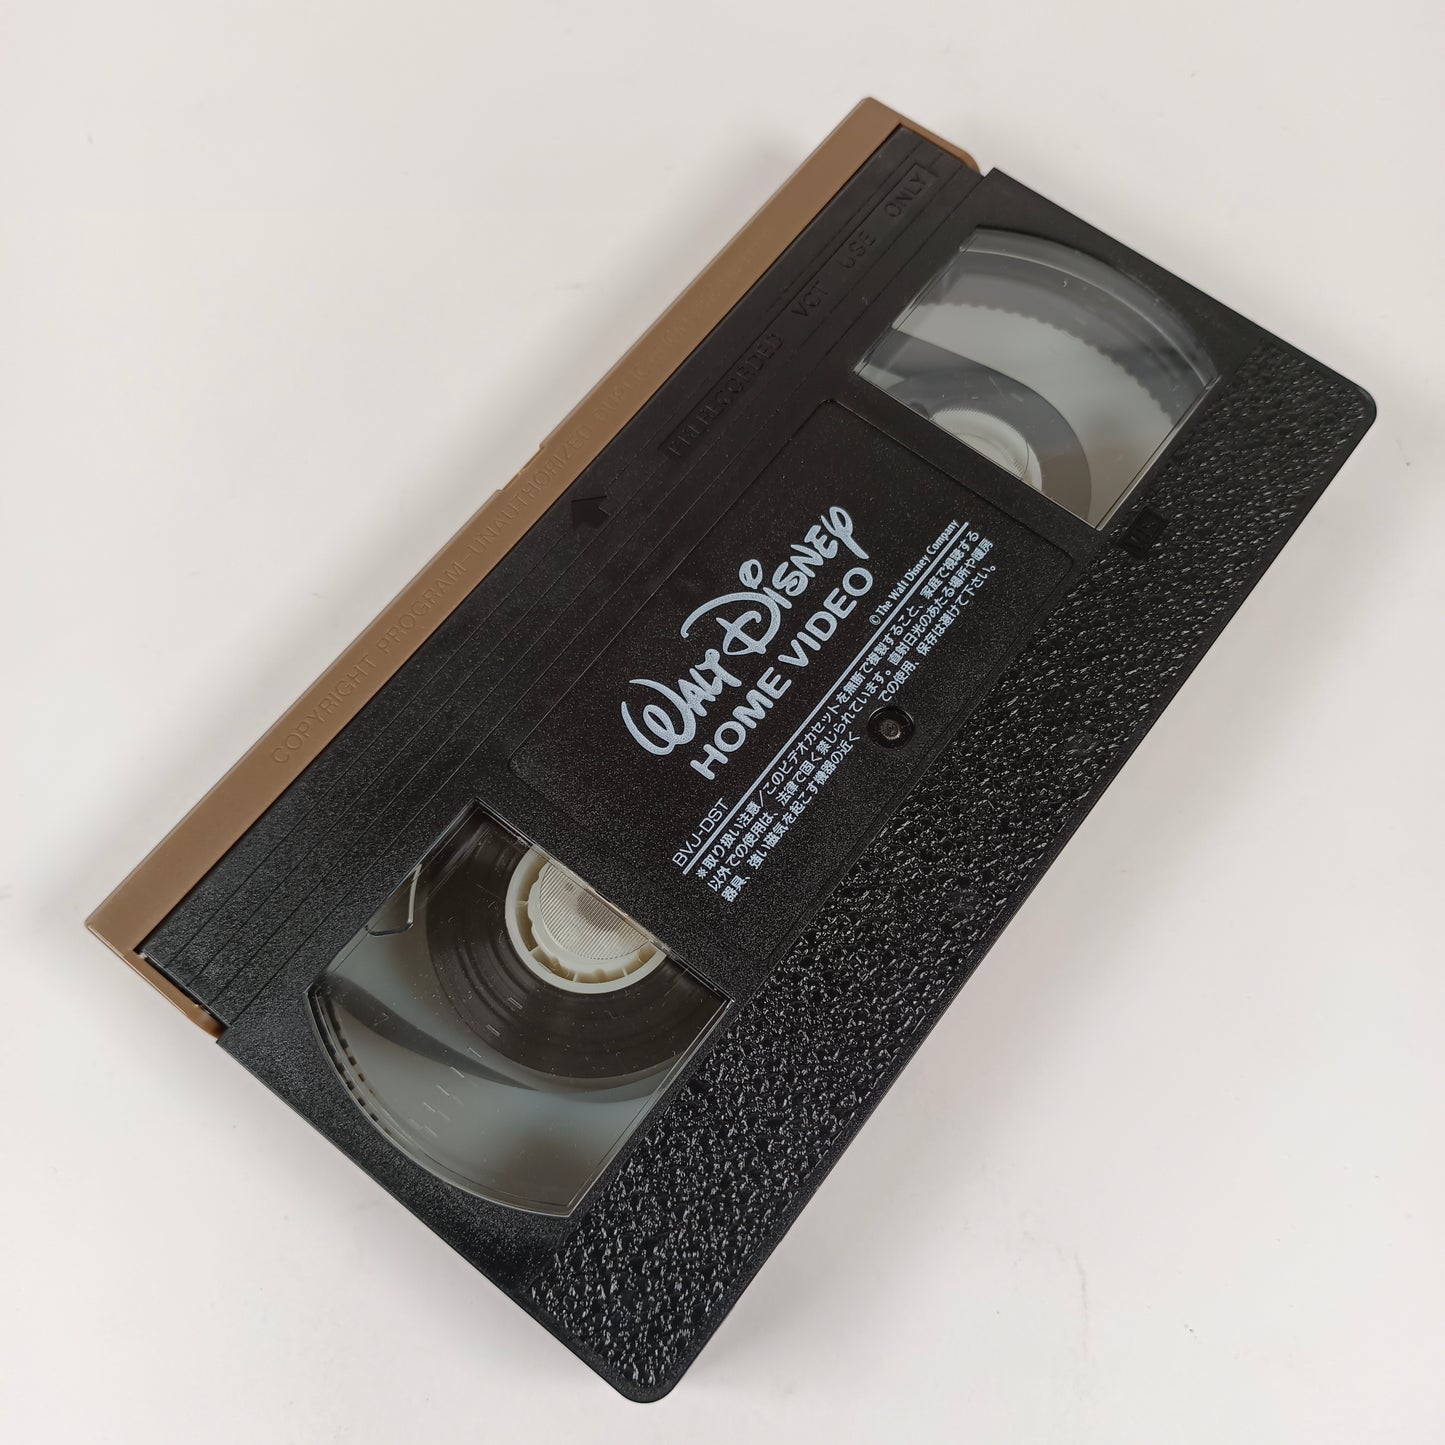 COPYRIGHT PROGRAM-UNAUTHORIZED
PRERECORDED VCT USE ONLY
WALT DISNEY
HOME VIDEO
©The Walt Disney Company
BVJ-DST
※取り扱い注意/このビデオカセットを無断で複製すること、家庭で視聴する
以外での使用は、法律で固く禁じられています。直射日光のあたる場所や暖房
器具、強い磁気を起こす機器の近くでの使用、保存は避けて下さい。
VHS